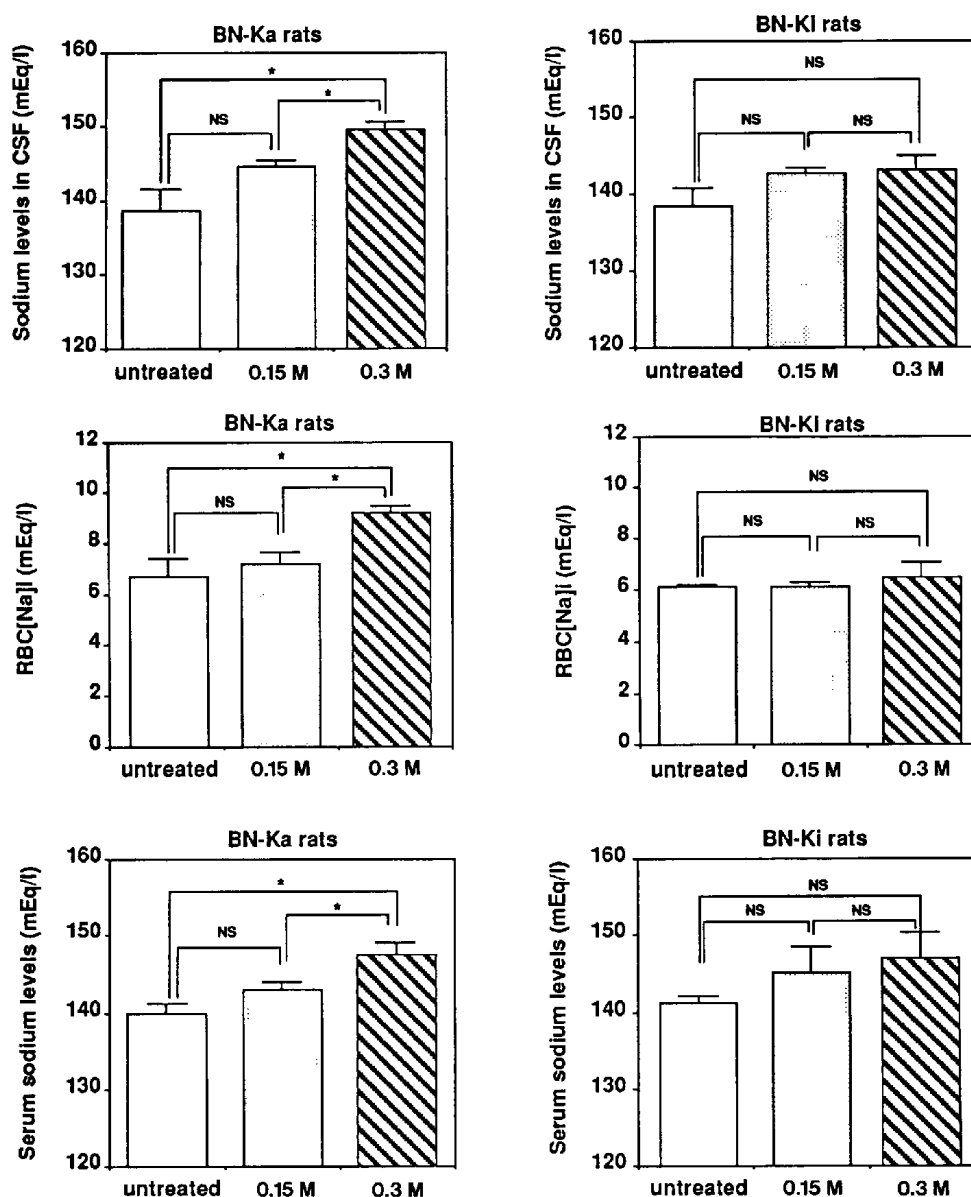 BN-Ka rats
Sodium levels in CSF (mEq/l)
160
150
140
130
120
*
*
NS
untreated 0.15 M 0.3 M
BN-Ki rats
Sodium levels in CSF (mEq/l)
160
150
140
130
120
NS
NS
NS
untreated 0.15 M 0.3 M
BN-Ka rats
RBC[Na]i (mEq/l)
12
10
8
6
4
2
0
*
*
NS
untreated 0.15 M 0.3 M
BN-Ki rats
RBC[Na]i (mEq/l)
12
10
8
6
4
2
0
NS
NS
NS
untreated 0.15 M 0.3 M
BN-Ka rats
Serum sodium levels (mEq/l)
160
150
140
130
120
*
*
NS
untreated 0.15 M 0.3 M
BN-Ki rats
Serum sodium levels (mEq/l)
160
150
140
130
120
NS
NS
NS
untreated 0.15 M 0.3 M